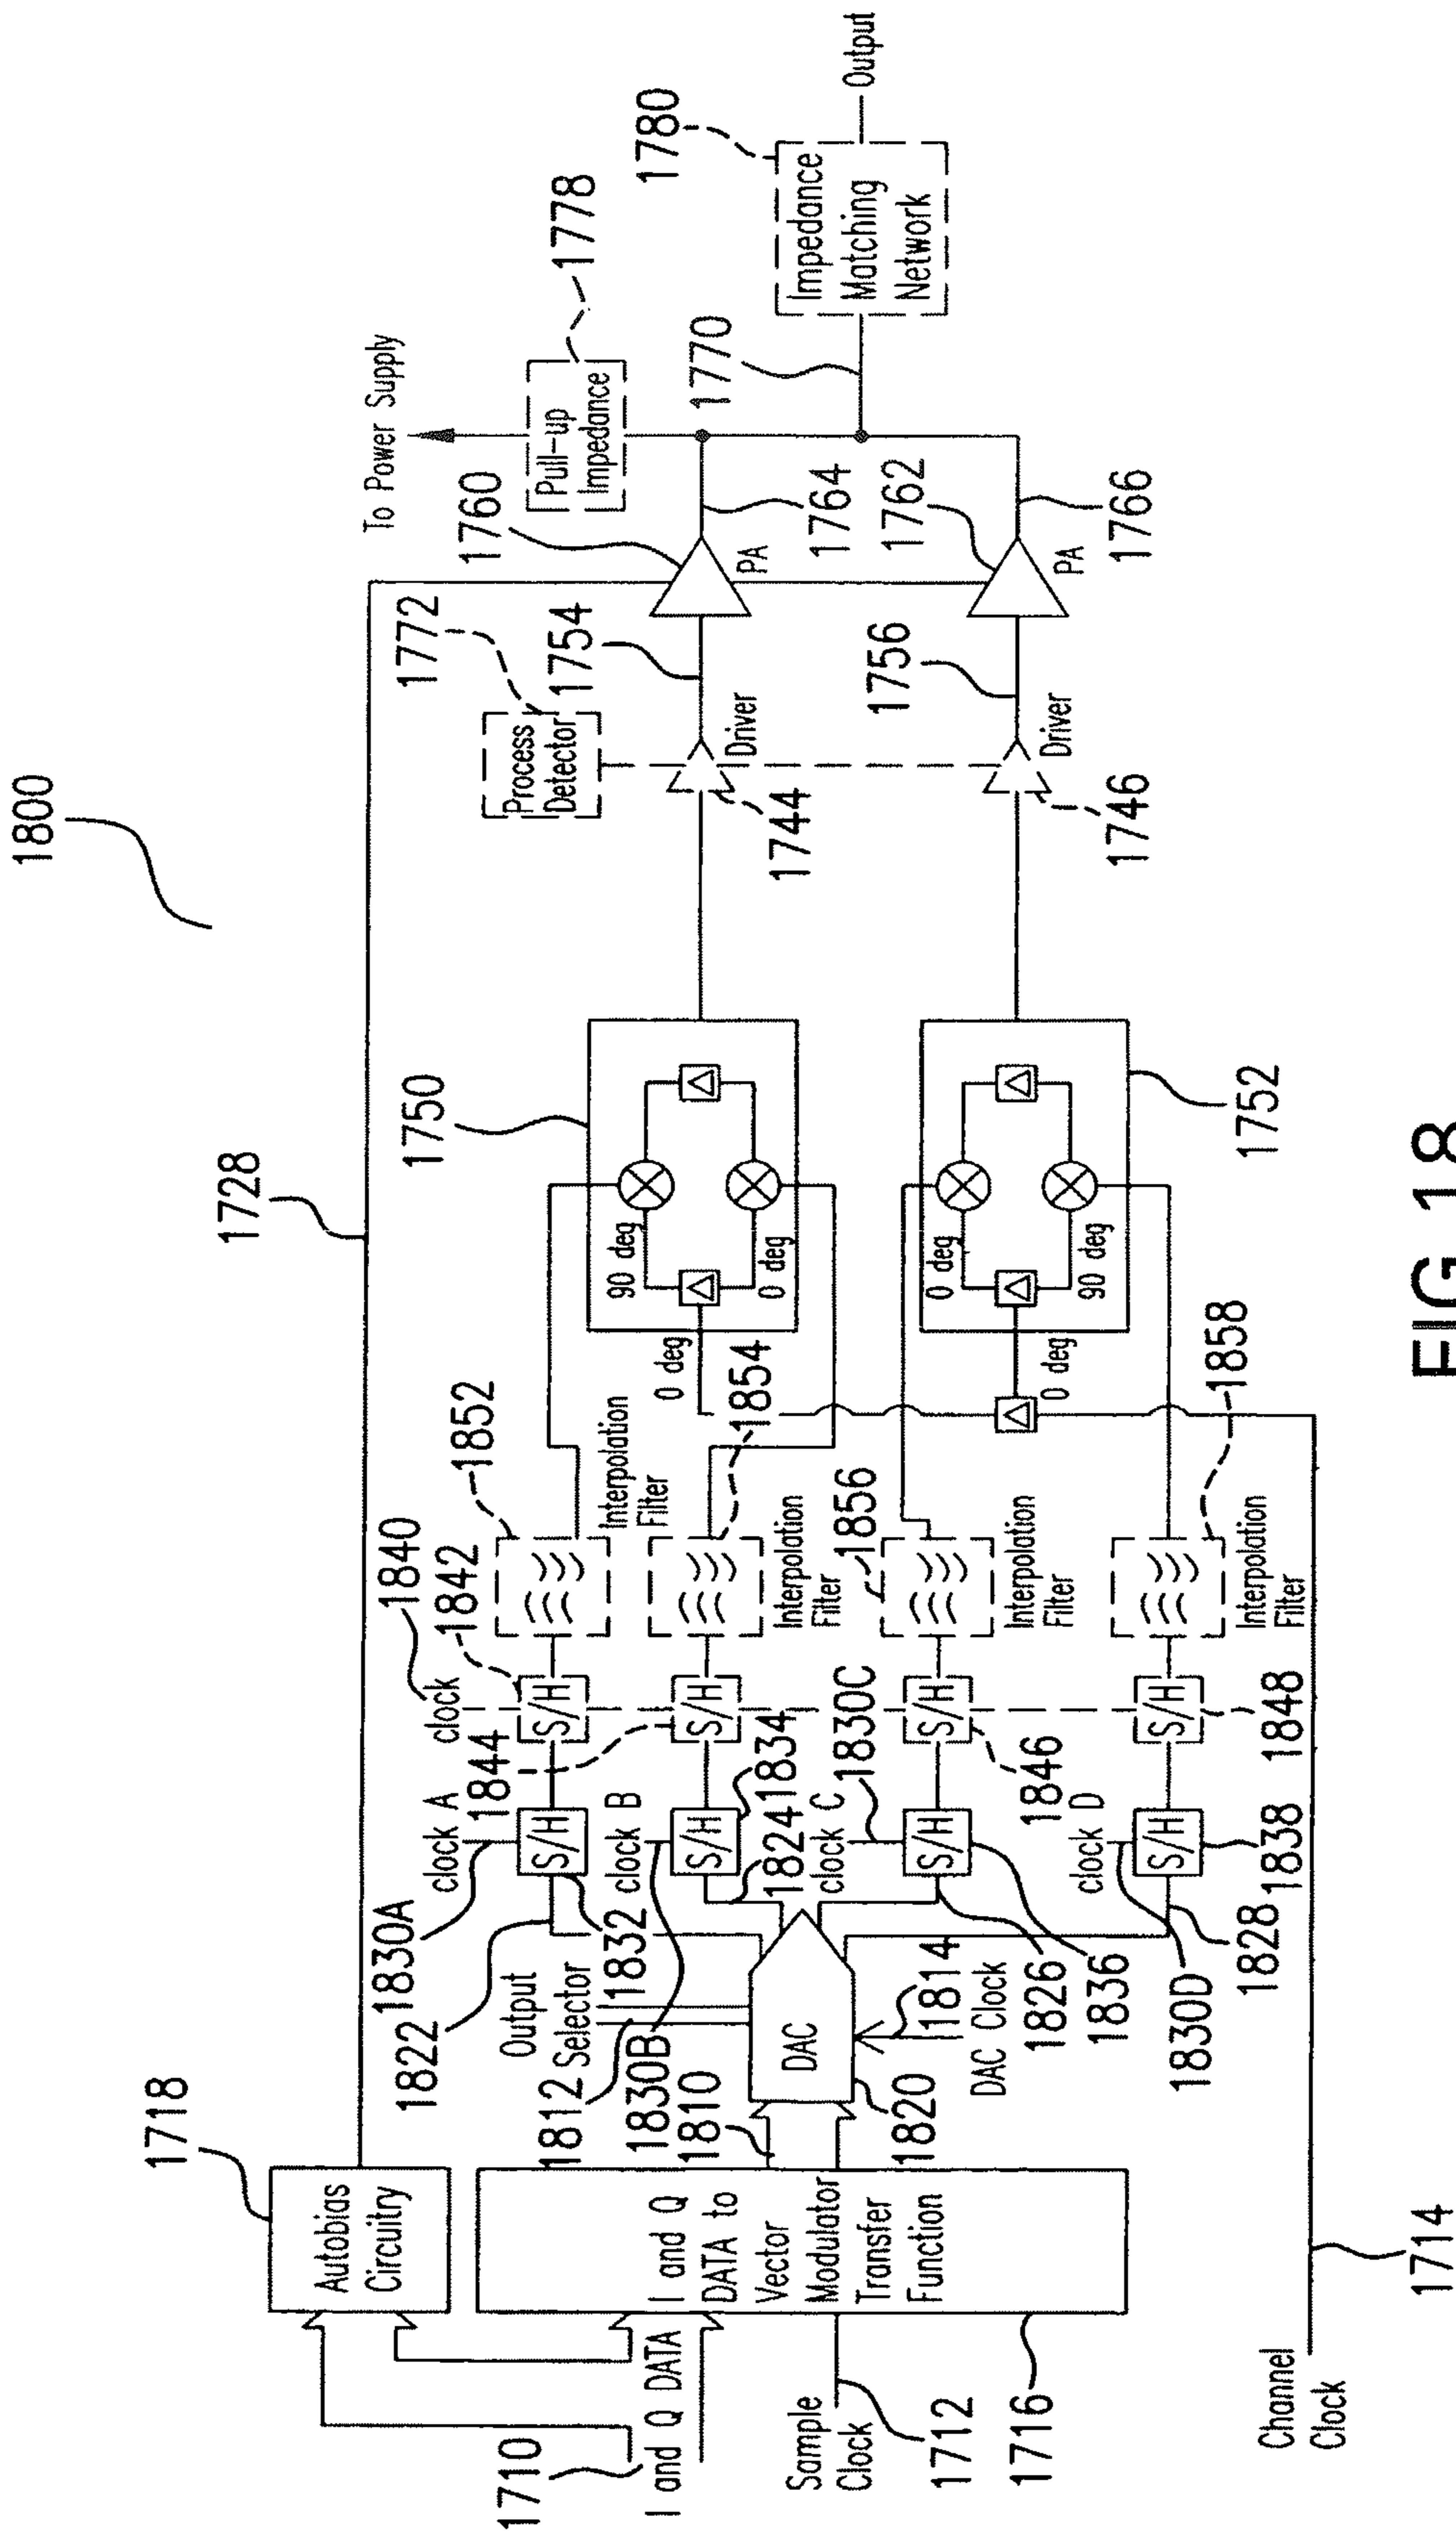 1800
1718
Autobias
Circuitry
1728
To Power Supply
1710
I and Q DATA
I and Q
DATA to
Vector
Modulator
Transfer
Function
Sample
Clock
1712
1716
1810
1812
Output
Selector
DAC
1820
1814
DAC Clock
1822
1824
1826
1828
1830A
clock A
S/H
1832
1830B
clock B
S/H
1834
1830C
clock C
S/H
1836
1830D
clock D
S/H
1838
1840
clock
S/H
1842
S/H
1844
S/H
1846
S/H
1848
1852
Interpolation
Filter
1854
Interpolation
Filter
1856
Interpolation
Filter
1858
Interpolation
Filter
1750
90 deg
0 deg
0 deg
1752
0 deg
90 deg
0 deg
1772
Process
Detector
1744
Driver
1746
Driver
1754
1756
1760
PA
1762
PA
1764
1766
1778
Pull-up
Impedance
1770
1780
Impedance
Matching
Network
Output
Channel
Clock
1714
FIG.18